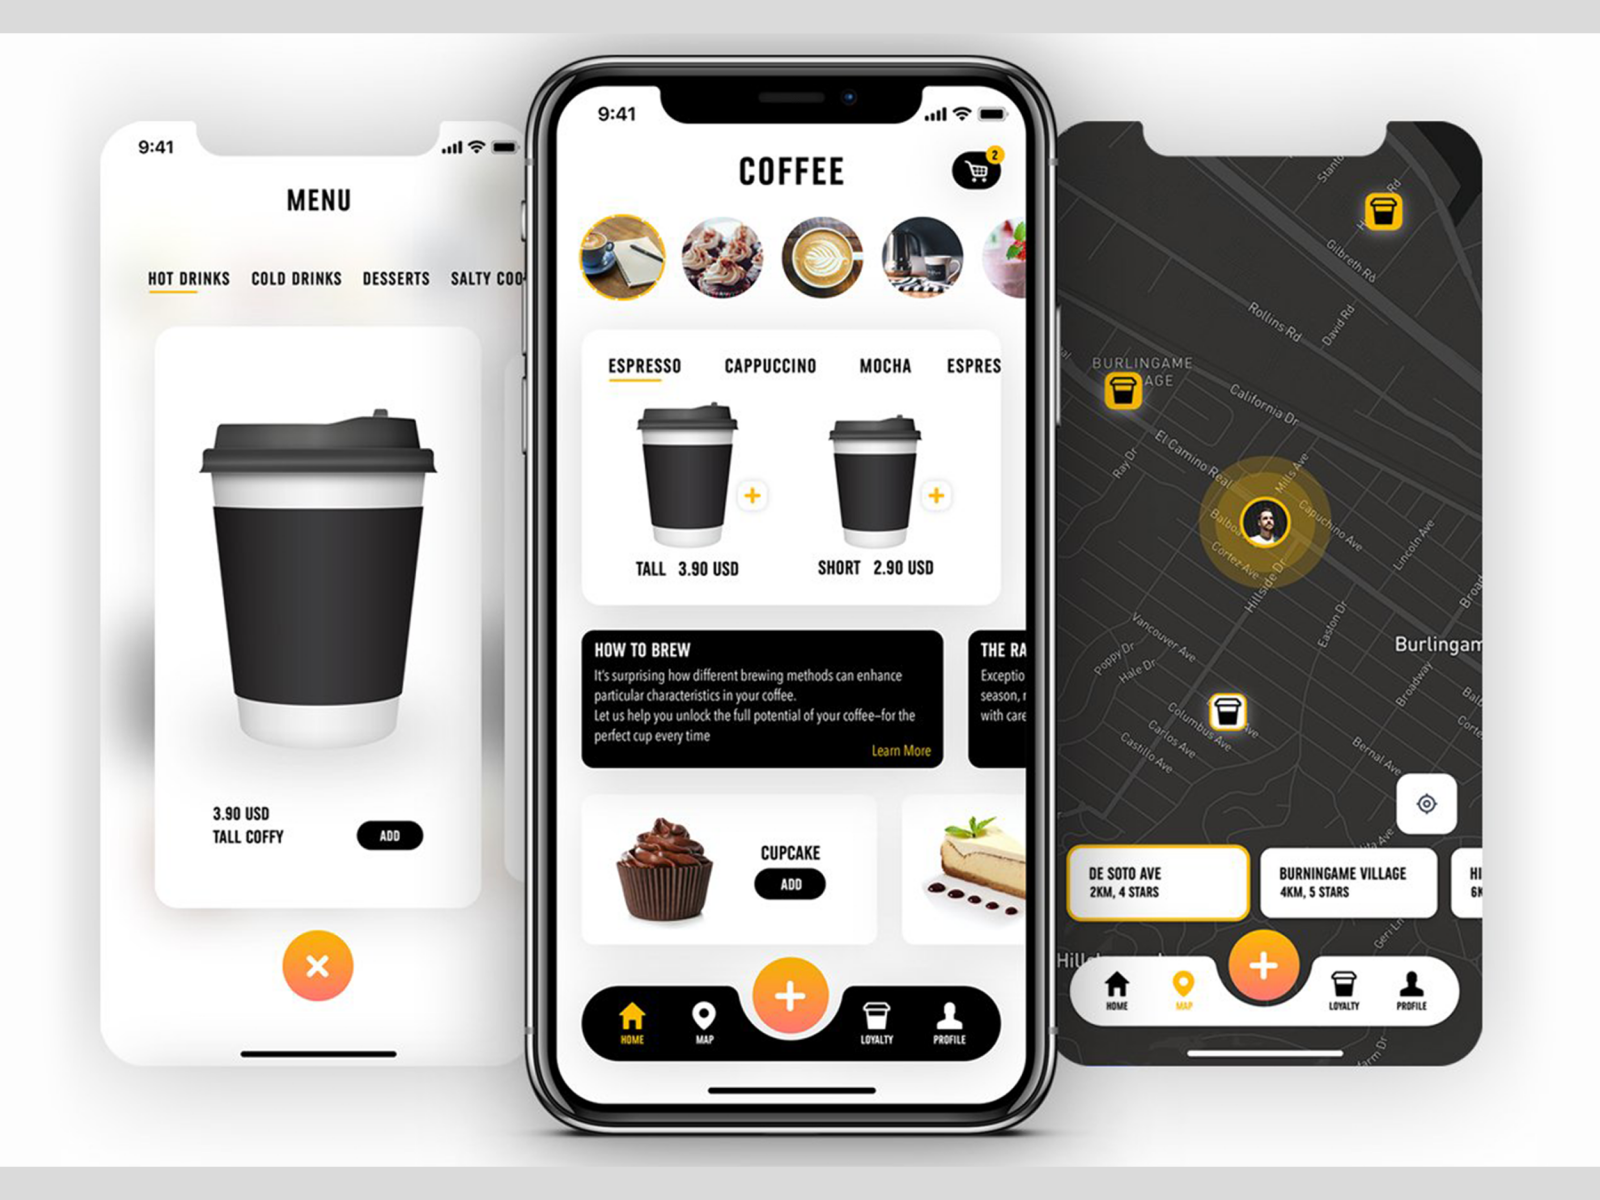 9:41
MENU
HOT DRINKS COLD DRINKS DESSERTS SALTY COO
3.90 USD
TALL COFFY
ADD
9:41
COFFEE
2
ESPRESSO CAPPUCCINO MOCHA ESPRES
TALL 3.90 USD
SHORT 2.90 USD
HOW TO BREW
It's surprising how different brewing methods can enhance
particular characteristics in your coffee.
Let us help you unlock the full potential of your coffee–for the
perfect cup every time
Learn More
THE RA
Exceptio
season, r
with care
CUPCAKE
ADD
HOME MAP LOYALTY PROFILE
Stanto
Rd
Gilbreth Rd
Rollins Rd
David Rd
BURLINGAME
AGE
California Dr
El Camino Real
Ray Dr
Mills Ave
Balboa
Capuchino Ave
Cortez Ave
Lincoln Ave
Hillside Dr
Broad
Easton Dr
Vancouver Ave
Burlingam
Poppy Dr
Hale Dr
Broadway
Balb
Columbus Ave
Corte
Carlos Ave
Castillo Ave
Bernal Ave
DE SOTO AVE
2KM, 4 STARS
BURNINGAME VILLAGE
4KM, 5 STARS
HI
6K
Geri Ln
HOME MAP LOYALTY PROFILE
arm Dr